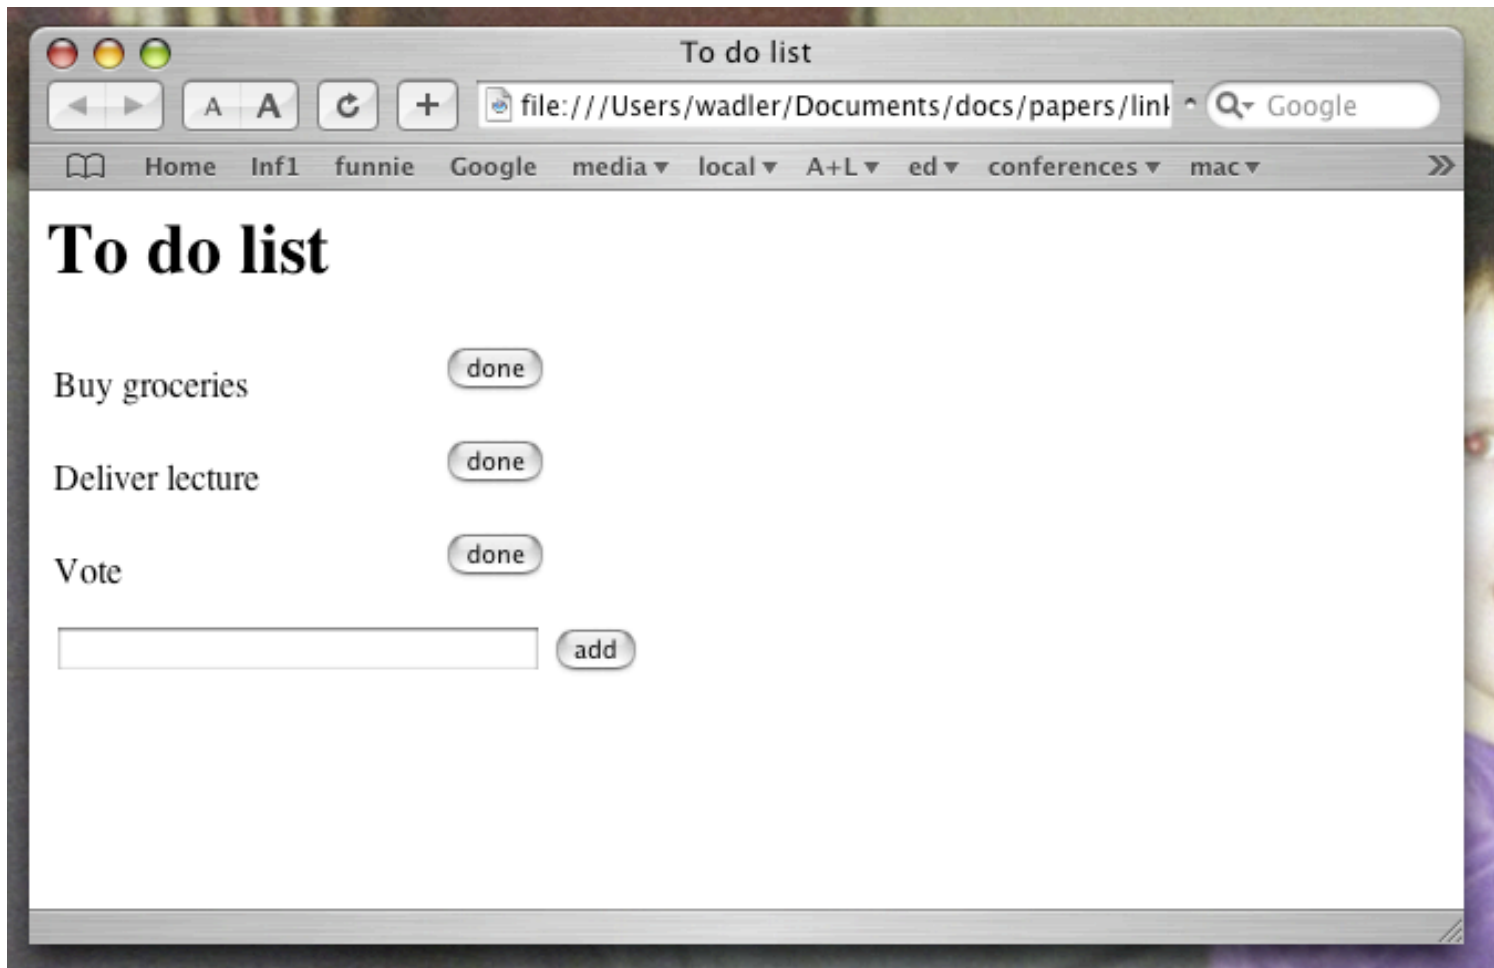 To do list
A A + file:///Users/wadler/Documents/docs/papers/link Google
Home Inf1 funnie Google media local A+L ed conferences mac
To do list
Buy groceries done
Deliver lecture done
Vote done
add